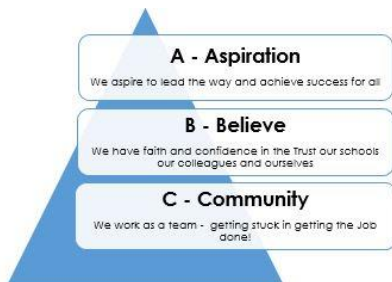 A - Aspiration
We aspire to lead the way and achieve success for all
B - Believe
We have faith and confidence in the Trust our schools
our colleagues and ourselves
C - Community
We work as a team - getting stuck in getting the Job
done!